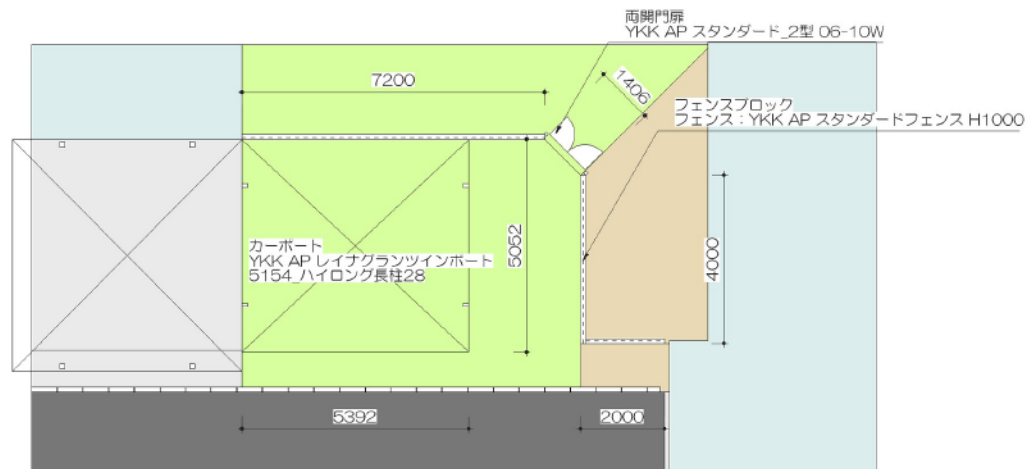 両開門扉
YKK AP スタンダード_2型 06-10W
7200
1406
フェンスブロック
フェンス：YKK AP スタンダードフェンス H1000
カーポート
YKK AP レイナグランツインポート
5154_ハイロング長柱28
5052
4000
5392
2000